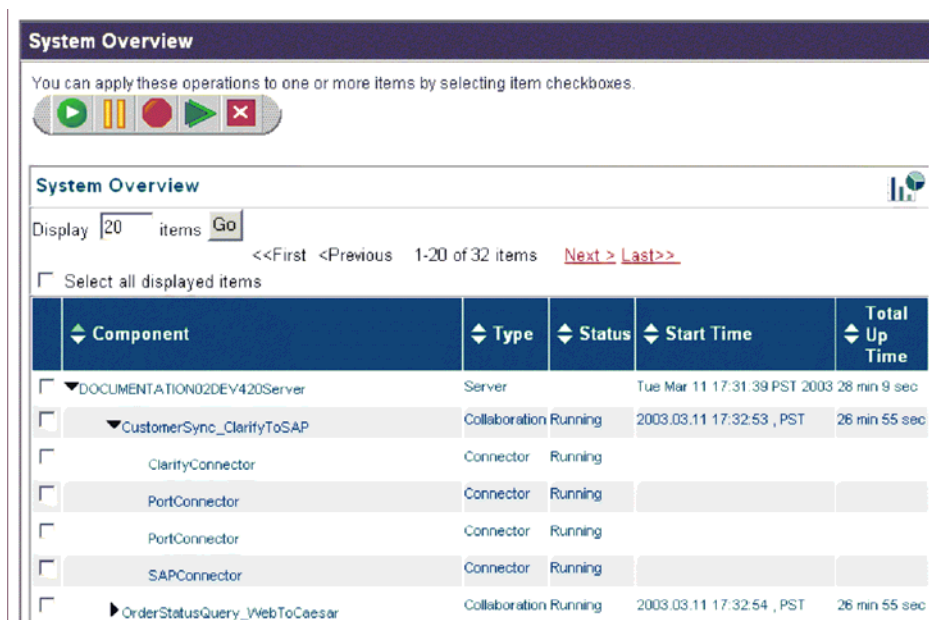 System Overview
You can apply these operations to one or more items by selecting item checkboxes.
System Overview
Display 20 items Go
<<First <Previous 1-20 of 32 items Next > Last>>
Select all displayed items
Component Type Status Start Time Total Up Time
DOCUMENTATION02DEV420Server Server Tue Mar 11 17:31:39 PST 2003 28 min 9 sec
CustomerSync_ClarifyToSAP Collaboration Running 2003.03.11 17:32:53 , PST 26 min 55 sec
ClarifyConnector Connector Running
PortConnector Connector Running
PortConnector Connector Running
SAPConnector Connector Running
OrderStatusQuery_WebToCaesar Collaboration Running 2003.03.11 17:32:54 , PST 26 min 55 sec